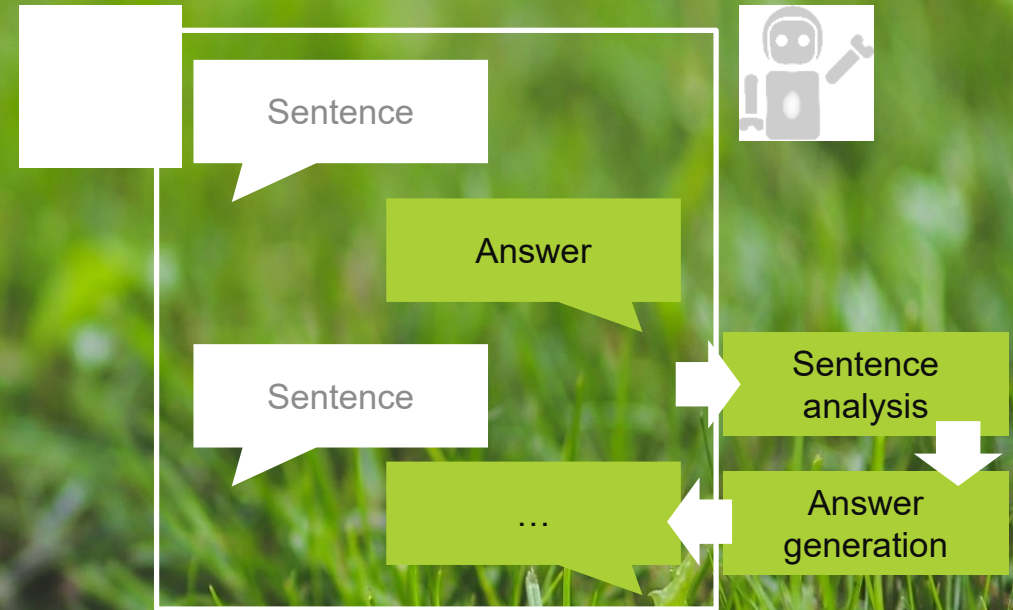 Sentence
Answer
Sentence
Sentence
analysis
…
Answer
generation